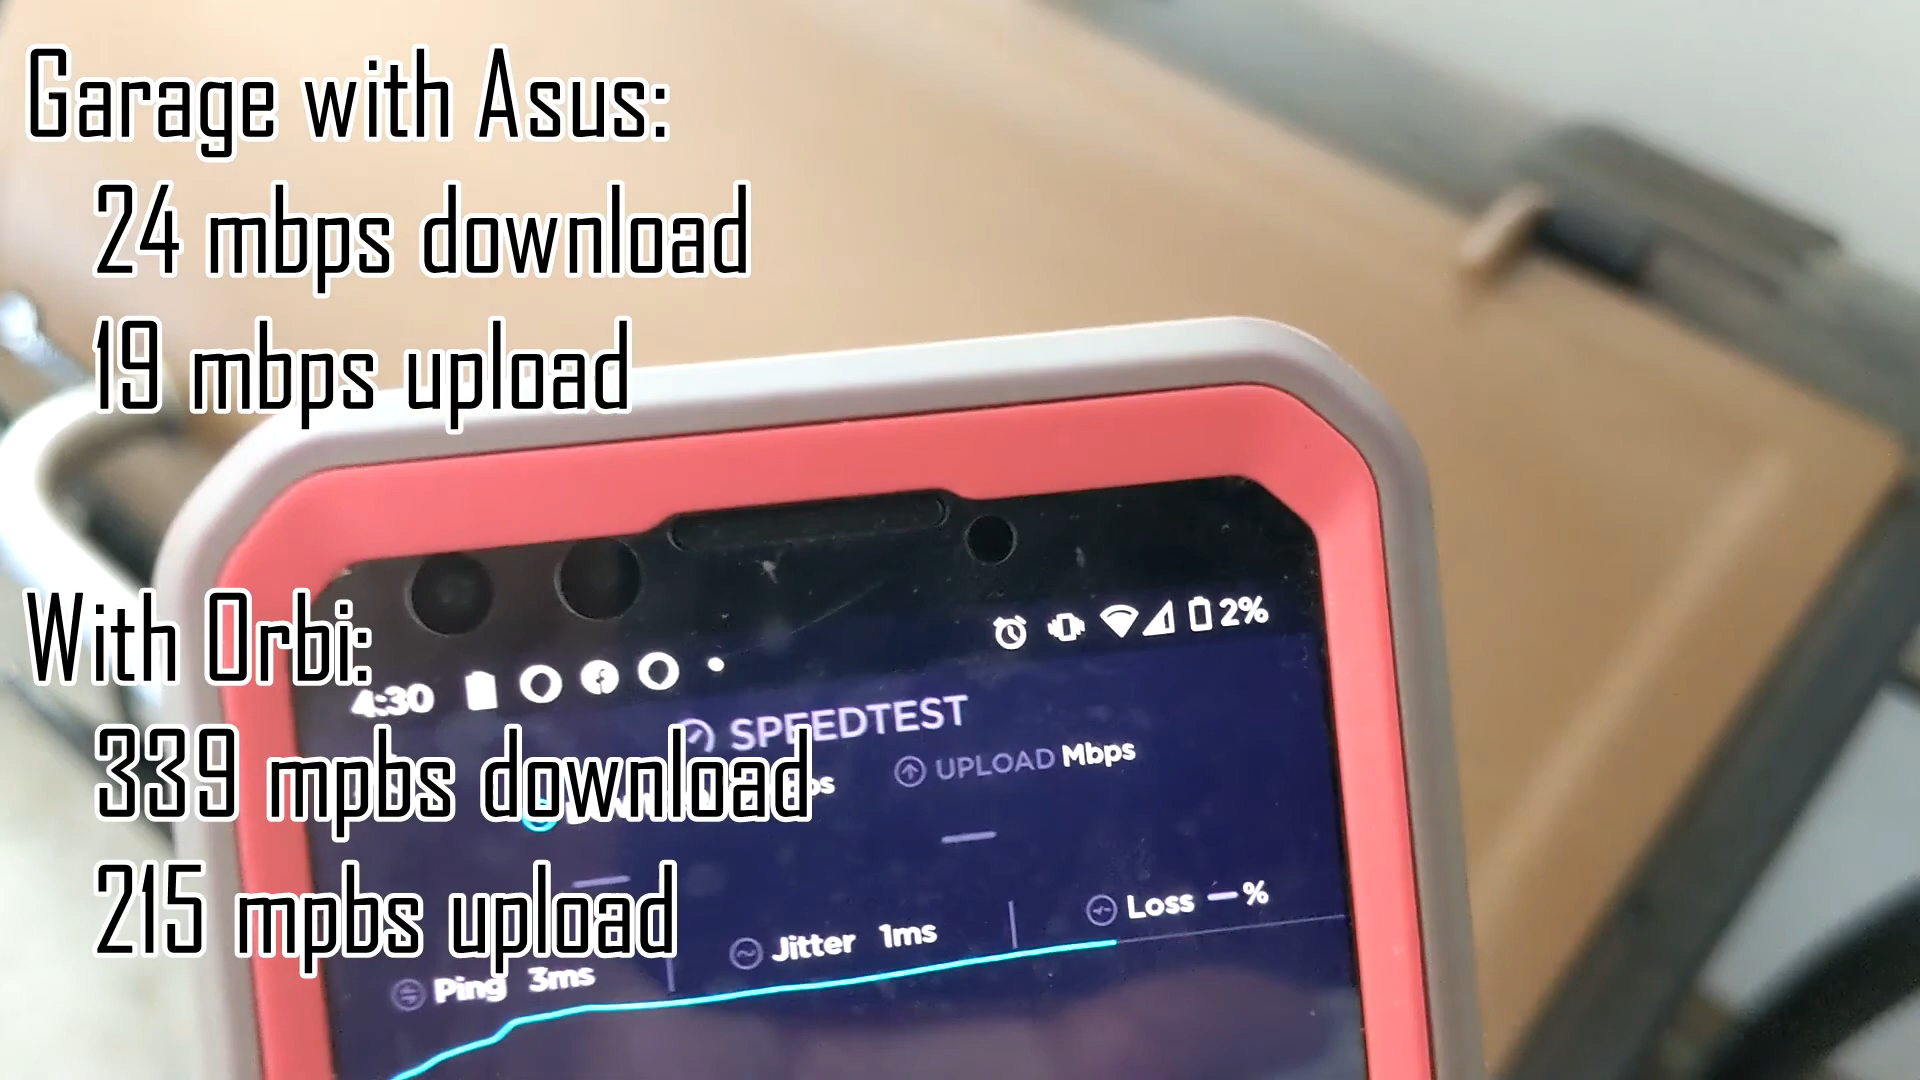 Garage with Asus:
24 mbps download
19 mbps upload
With Orbi:
339 mpbs download
215 mpbs upload
4:30
2%
SPEEDTEST
UPLOAD Mbps
Ping 3ms
Jitter 1ms
Loss — %